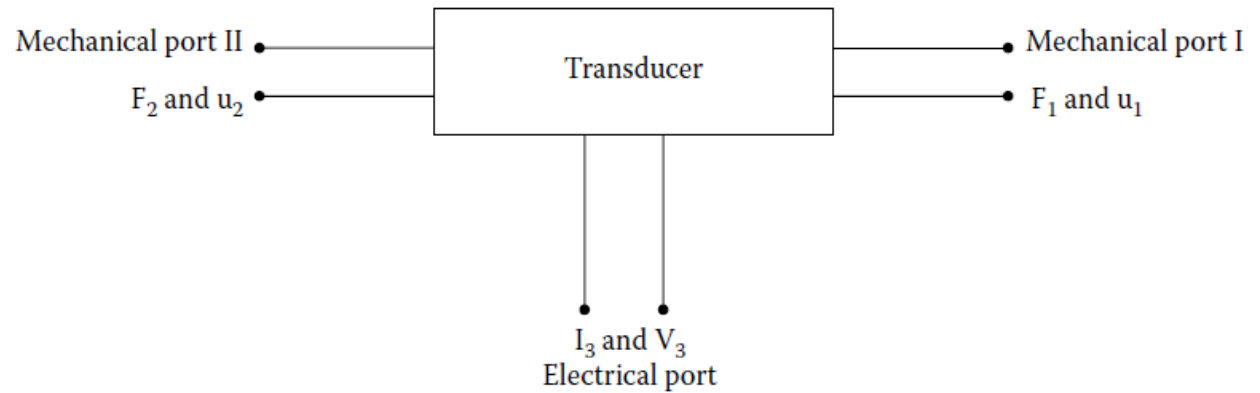 Mechanical port II
F₂ and u₂
Transducer
Mechanical port I
F₁ and u₁
I₃ and V₃
Electrical port